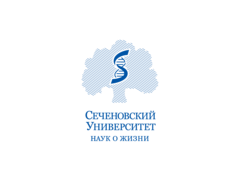 Сеченовский
Университет
наук о жизни